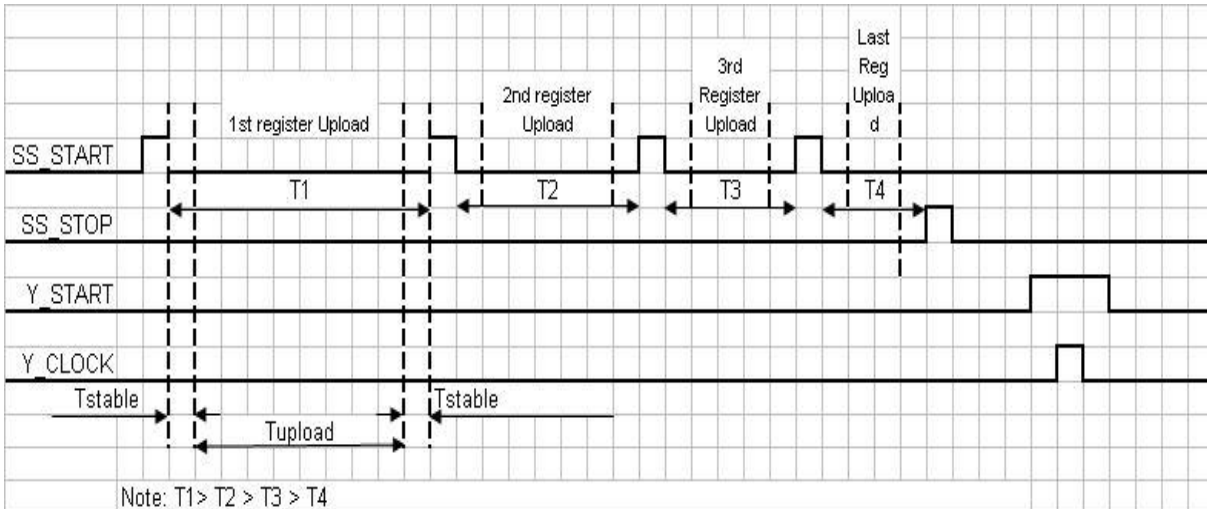 Last
Reg
Uploa
d
3rd
Register
Upload
2nd register
Upload
1st register Upload
SS_START
T1
T2
T3
T4
SS_STOP
Y_START
Y_CLOCK
Tstable
Tstable
Tupload
Note: T1> T2 > T3 > T4